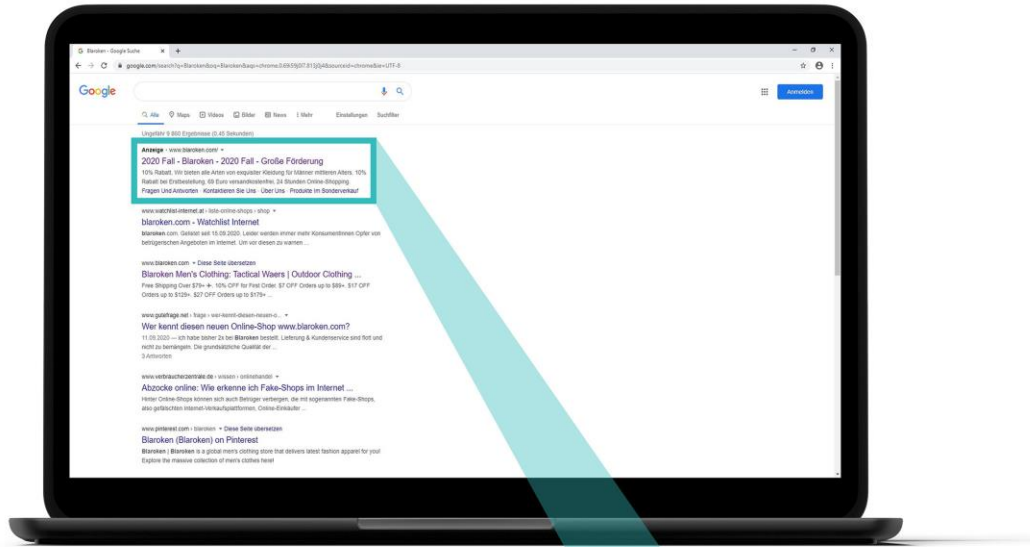 Blaroken - Google Suche
google.com/search?q=Blaroken&oq=Blaroken&aqs=chrome.0.69i59j0l7.813j0j4&sourceid=chrome&ie=UTF-8
Google
Anmelden
Alle Maps Videos Bilder News Mehr Einstellungen Suchfilter
Ungefähr 9 860 Ergebnisse (0,45 Sekunden)
Anzeige · www.blaroken.com/
2020 Fall - Blaroken - 2020 Fall - Große Förderung
10% Rabatt. Wir bieten alle Arten von exquisiter Kleidung für Männer mittleren Alters. 10%
Rabatt bei Erstbestellung, 69 Euro versandkostenfrei. 24 Stunden Online-Shopping.
Fragen Und Antworten · Kontaktieren Sie Uns · Über Uns · Produkte Im Sonderverkauf
www.watchlist-internet.at › liste-online-shops › shop
blaroken.com - Watchlist Internet
blaroken.com. Gelistet seit 16.09.2020. Leider werden immer mehr KonsumentInnen Opfer von
betrügerischen Angeboten im Internet. Um vor diesen zu warnen ...
www.blaroken.com Diese Seite übersetzen
Blaroken Men's Clothing: Tactical Waers | Outdoor Clothing ...
Free Shipping Over $79+ ✈. 10% OFF for First Order. $7 OFF Orders up to $89+. $17 OFF
Orders up to $129+. $27 OFF Orders up to $179+ ...
www.gutefrage.net › frage › wer-kennt-diesen-neuen-o...
Wer kennt diesen neuen Online-Shop www.blaroken.com?
11.09.2020 — ich habe bisher 2x bei Blaroken bestellt. Lieferung & Kundenservice sind flott und
nicht zu bemängeln. Die grundsätzliche Qualität der ...
3 Antworten
www.verbraucherzentrale.de › wissen › onlinehandel
Abzocke online: Wie erkenne ich Fake-Shops im Internet ...
Hinter Online-Shops können sich auch Betrüger verbergen, die mit sogenannten Fake-Shops,
also gefälschten Internet-Verkaufsplattformen, Online-Einkäufer ...
www.pinterest.com › blaroken Diese Seite übersetzen
Blaroken (Blaroken) on Pinterest
Blaroken | Blaroken is a global men's clothing store that delivers latest fashion apparel for you!
Explore the massive collection of men's clothes here!